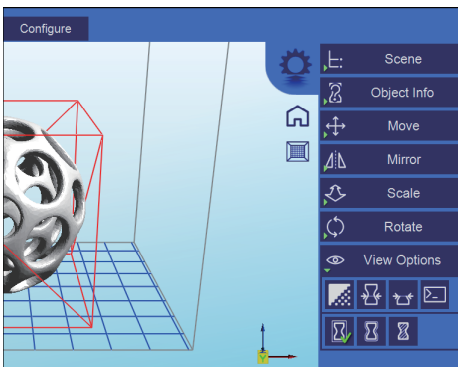 Configure
Scene
Object Info
Move
Mirror
Scale
Rotate
View Options
Y